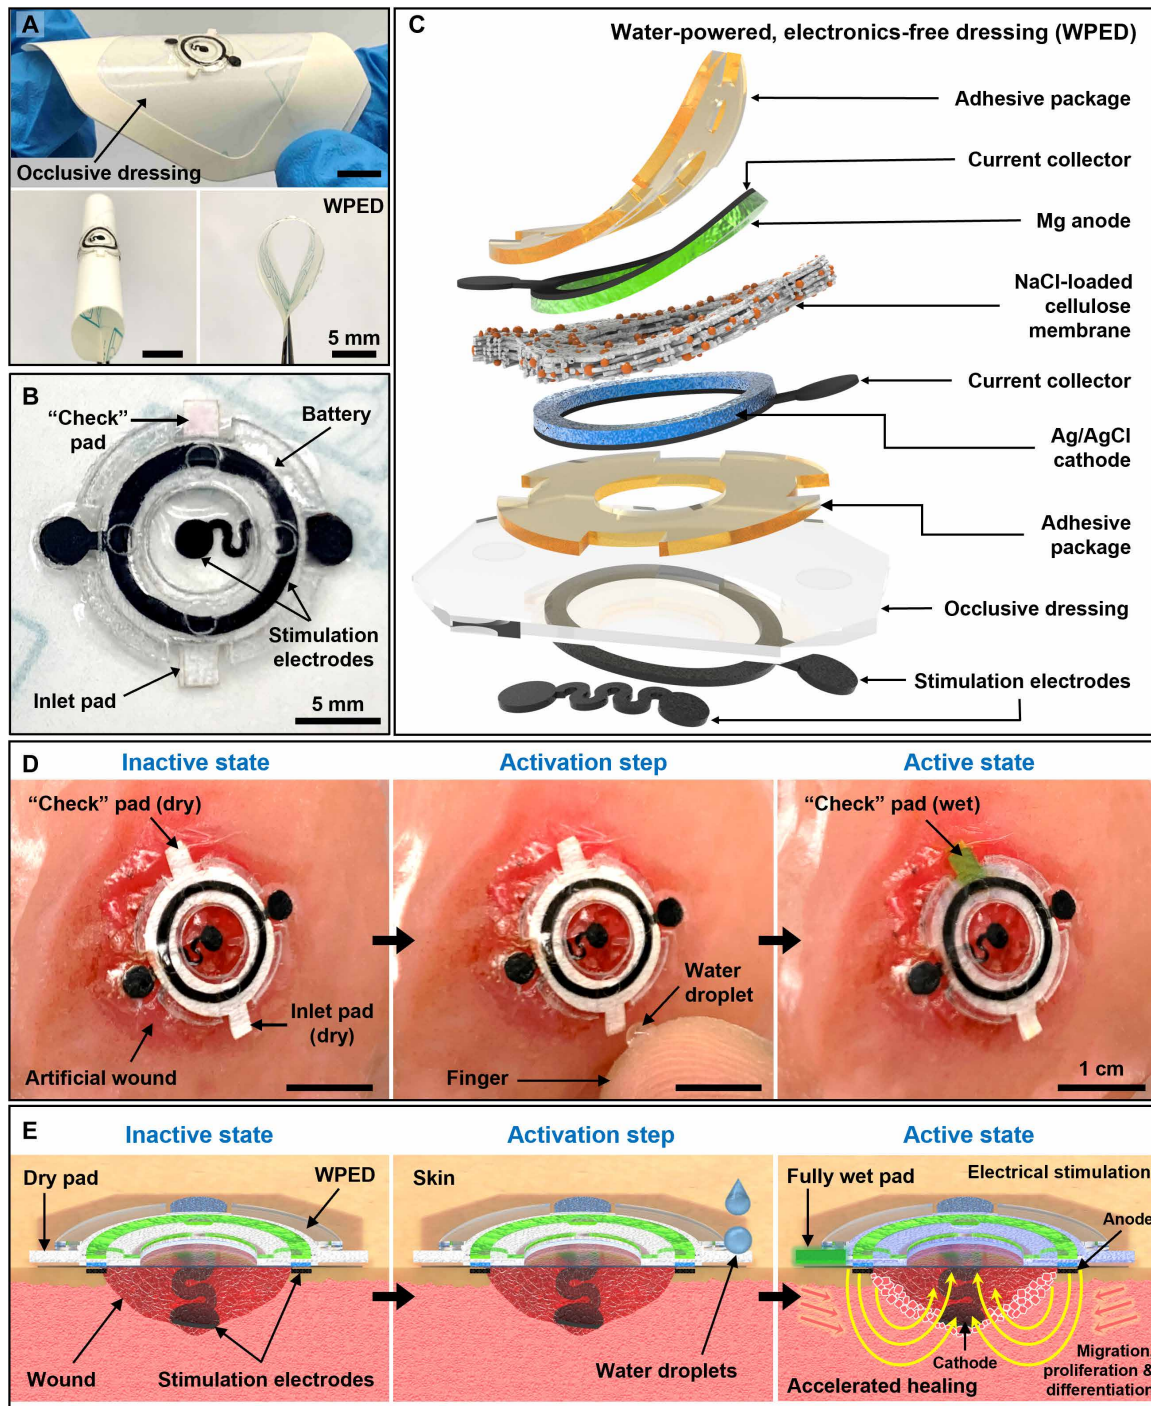 A
Occlusive dressing
WPED
5 mm
B
“Check”
pad
Battery
Stimulation
electrodes
Inlet pad
5 mm
C
Water-powered, electronics-free dressing (WPED)
Adhesive package
Current collector
Mg anode
NaCl-loaded
cellulose
membrane
Current collector
Ag/AgCl
cathode
Adhesive
package
Occlusive dressing
Stimulation electrodes
D
Inactive state
Activation step
Active state
“Check” pad (dry)
Inlet pad
(dry)
Artificial wound
Water
droplet
Finger
“Check” pad (wet)
1 cm
E
Inactive state
Activation step
Active state
Dry pad
WPED
Wound
Stimulation electrodes
Skin
Water droplets
Fully wet pad
Electrical stimulation
Anode
Cathode
Migration,
proliferation &
differentiation
Accelerated healing